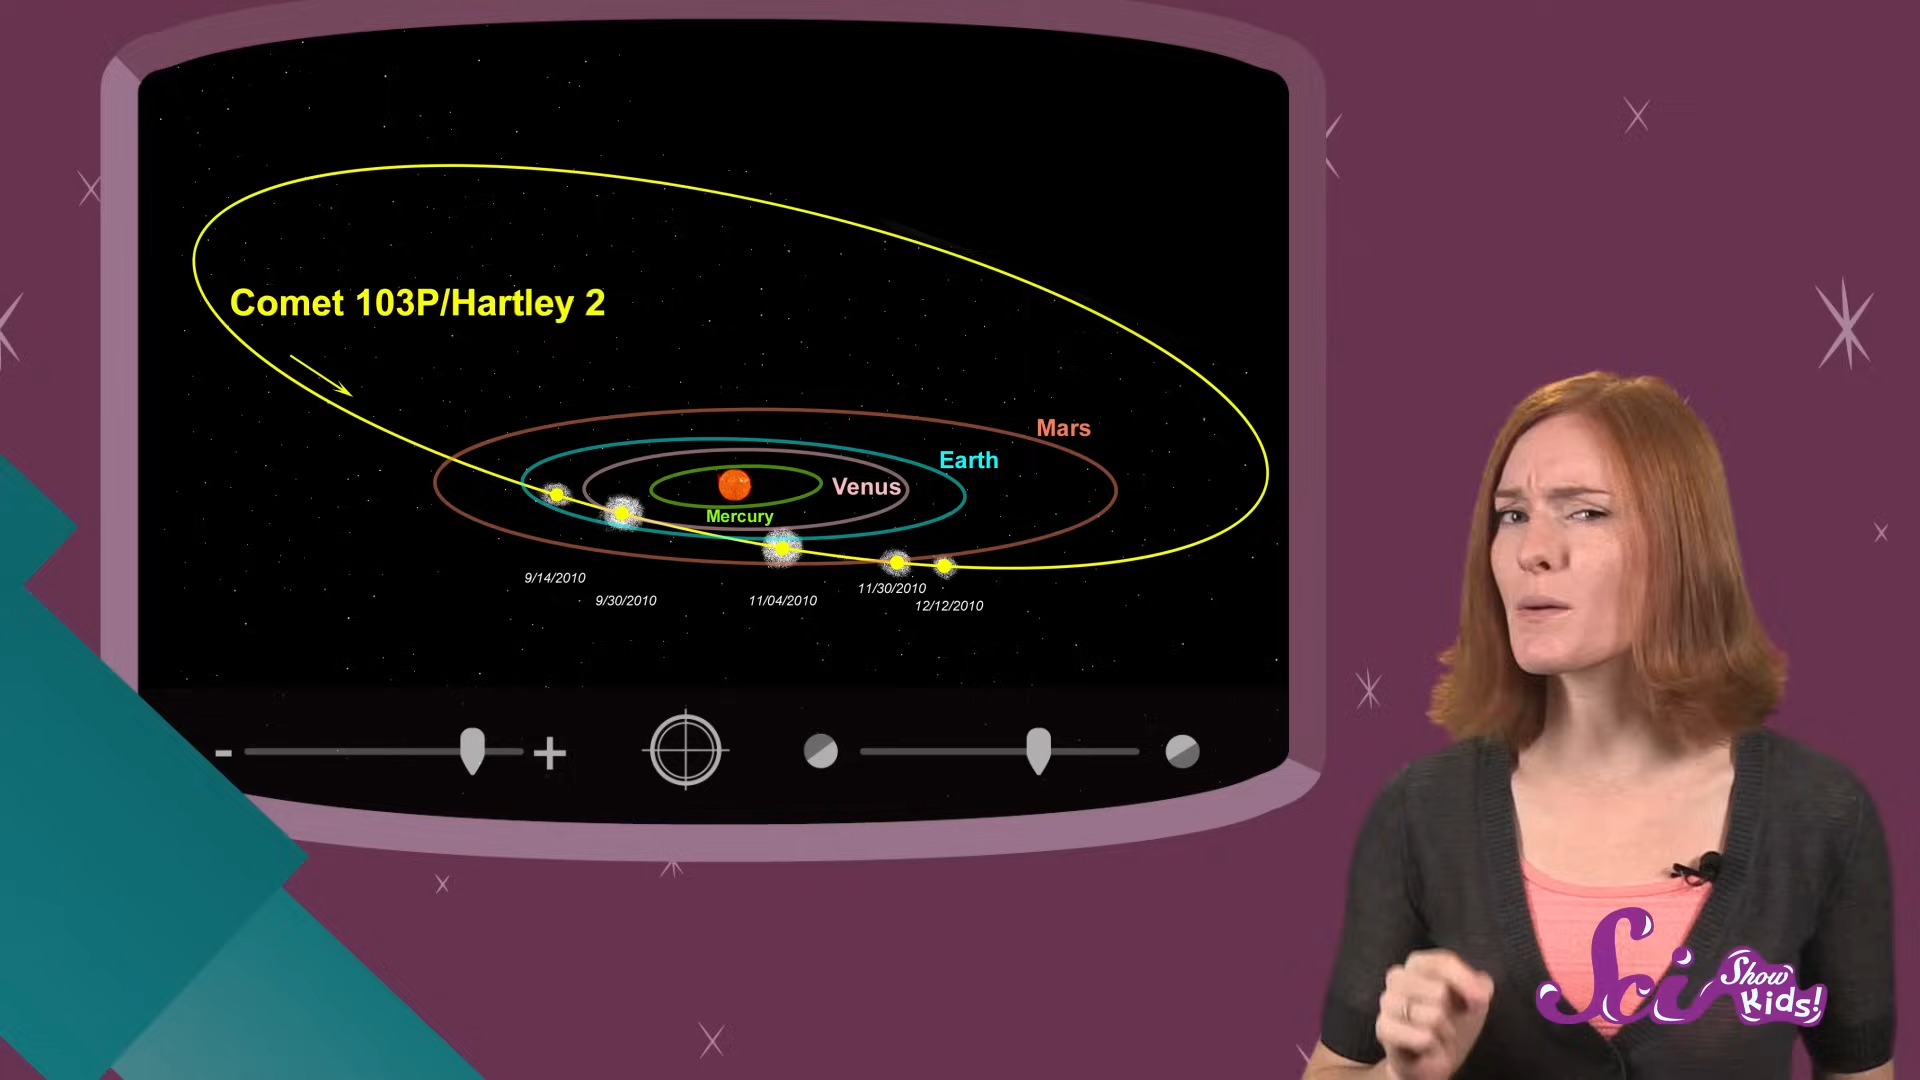 Comet 103P/Hartley 2
Mars
Earth
Venus
Mercury
9/14/2010
9/30/2010
11/04/2010
11/30/2010
12/12/2010
- +
Sci
Show
Kids!